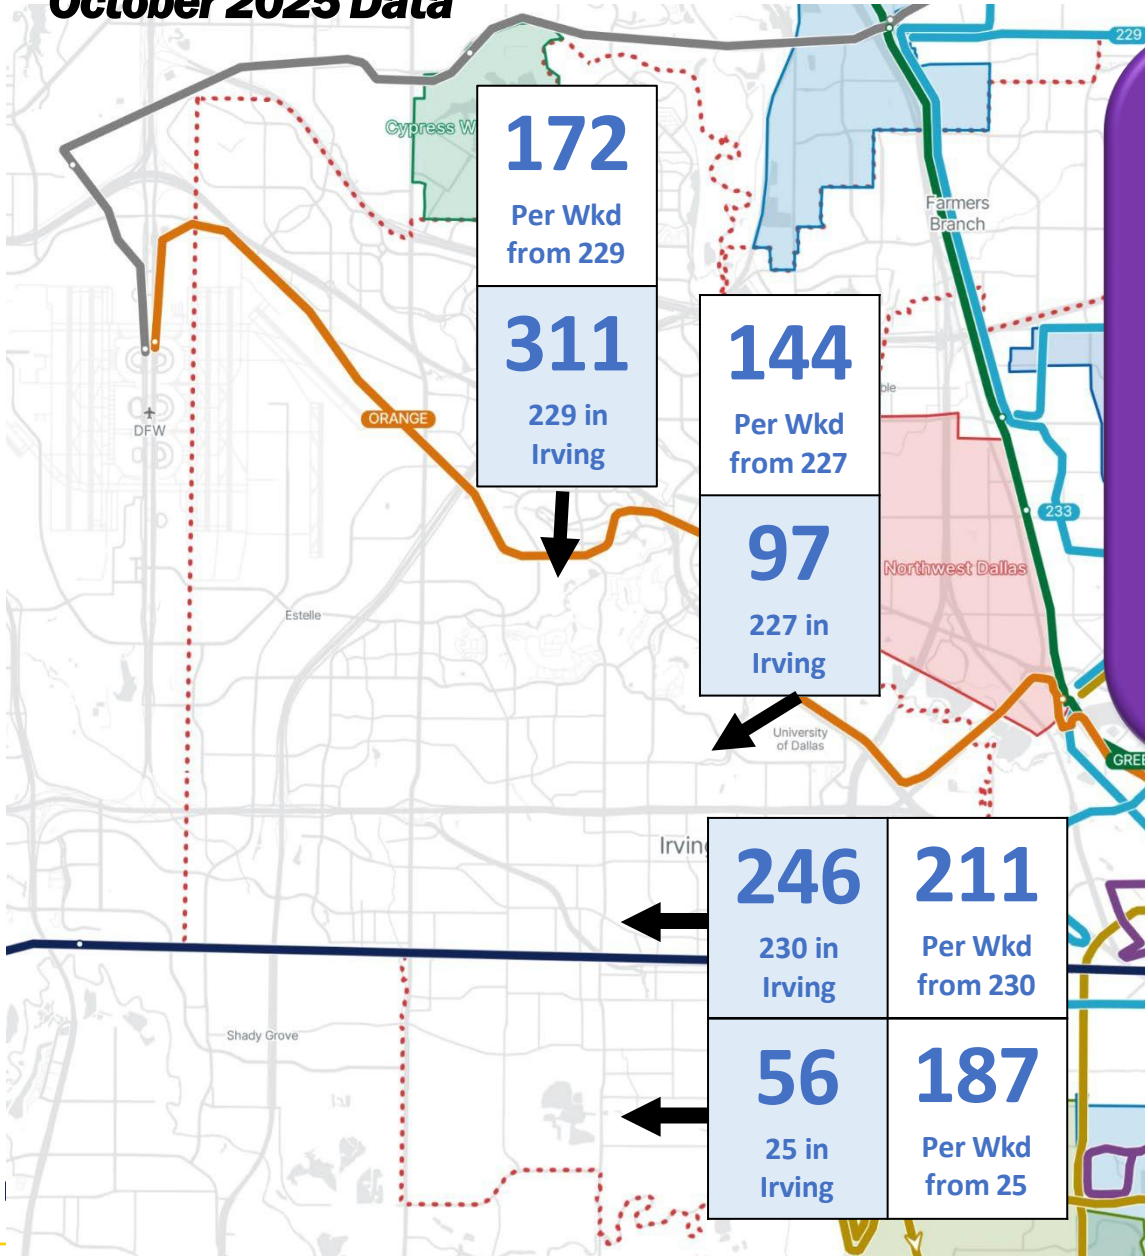 October 2025 Data
229
Cypress W
172
Per Wkd
from 229
Farmers
Branch
311
229 in
Irving
144
Per Wkd
from 227
ORANGE
DFW
97
227 in
Irving
233
Northwest Dallas
Estelle
University
of Dallas
GREE
Irving
246
230 in
Irving
211
Per Wkd
from 230
Shady Grove
56
25 in
Irving
187
Per Wkd
from 25